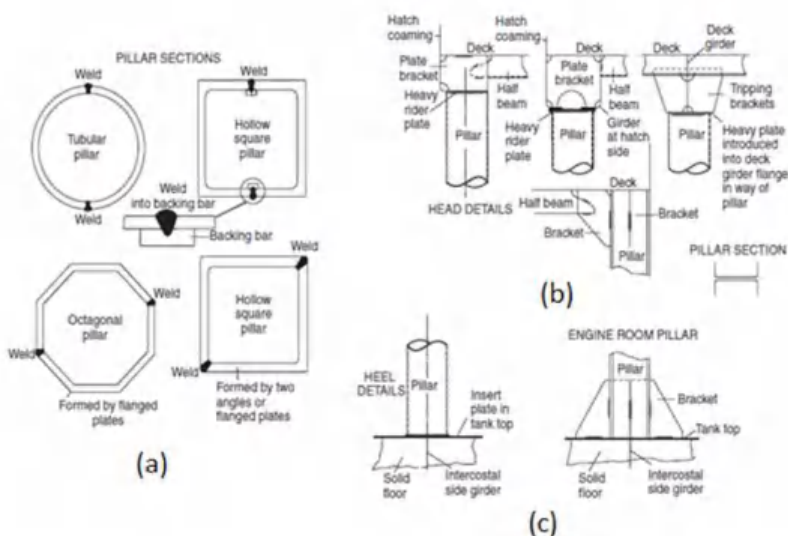 PILLAR SECTIONS
Weld
Tubular
pillar
Weld
Weld
Hollow
square
pillar
Weld
into backing bar
Backing bar
Octagonal
pillar
Weld
Weld
Formed by flanged
plates
Weld
Hollow
square
pillar
Weld
Formed by two
angles or
flanged plates
(a)
Hatch
coaming
Deck
Plate
bracket
Heavy
rider
plate
Half
beam
Pillar
Hatch
coaming
Deck
Plate
bracket
Half
beam
Heavy
rider
plate
Pillar
Girder
at hatch
side
Deck
Deck
girder
Tripping
brackets
Pillar
Heavy plate
introduced
into deck
girder flange
in way of
pillar
HEAD DETAILS
Deck
Half beam
Bracket
Bracket
Pillar
PILLAR SECTION
(b)
HEEL
DETAILS
Pillar
Insert
plate in
tank top
Solid
floor
Intercostal
side girder
ENGINE ROOM PILLAR
Pillar
Bracket
Tank top
Solid
floor
Intercostal
side girder
(c)